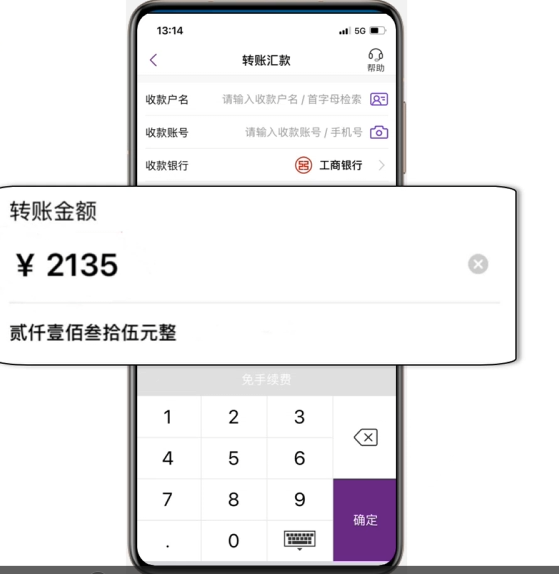 13:14
5G
转账汇款
帮助
收款户名 请输入收款户名 / 首字母检索
收款账号 请输入收款账号 / 手机号
收款银行 工商银行
转账金额
¥ 2135
贰仟壹佰叁拾伍元整
免手续费
1 2 3
4 5 6
7 8 9
确定
. 0